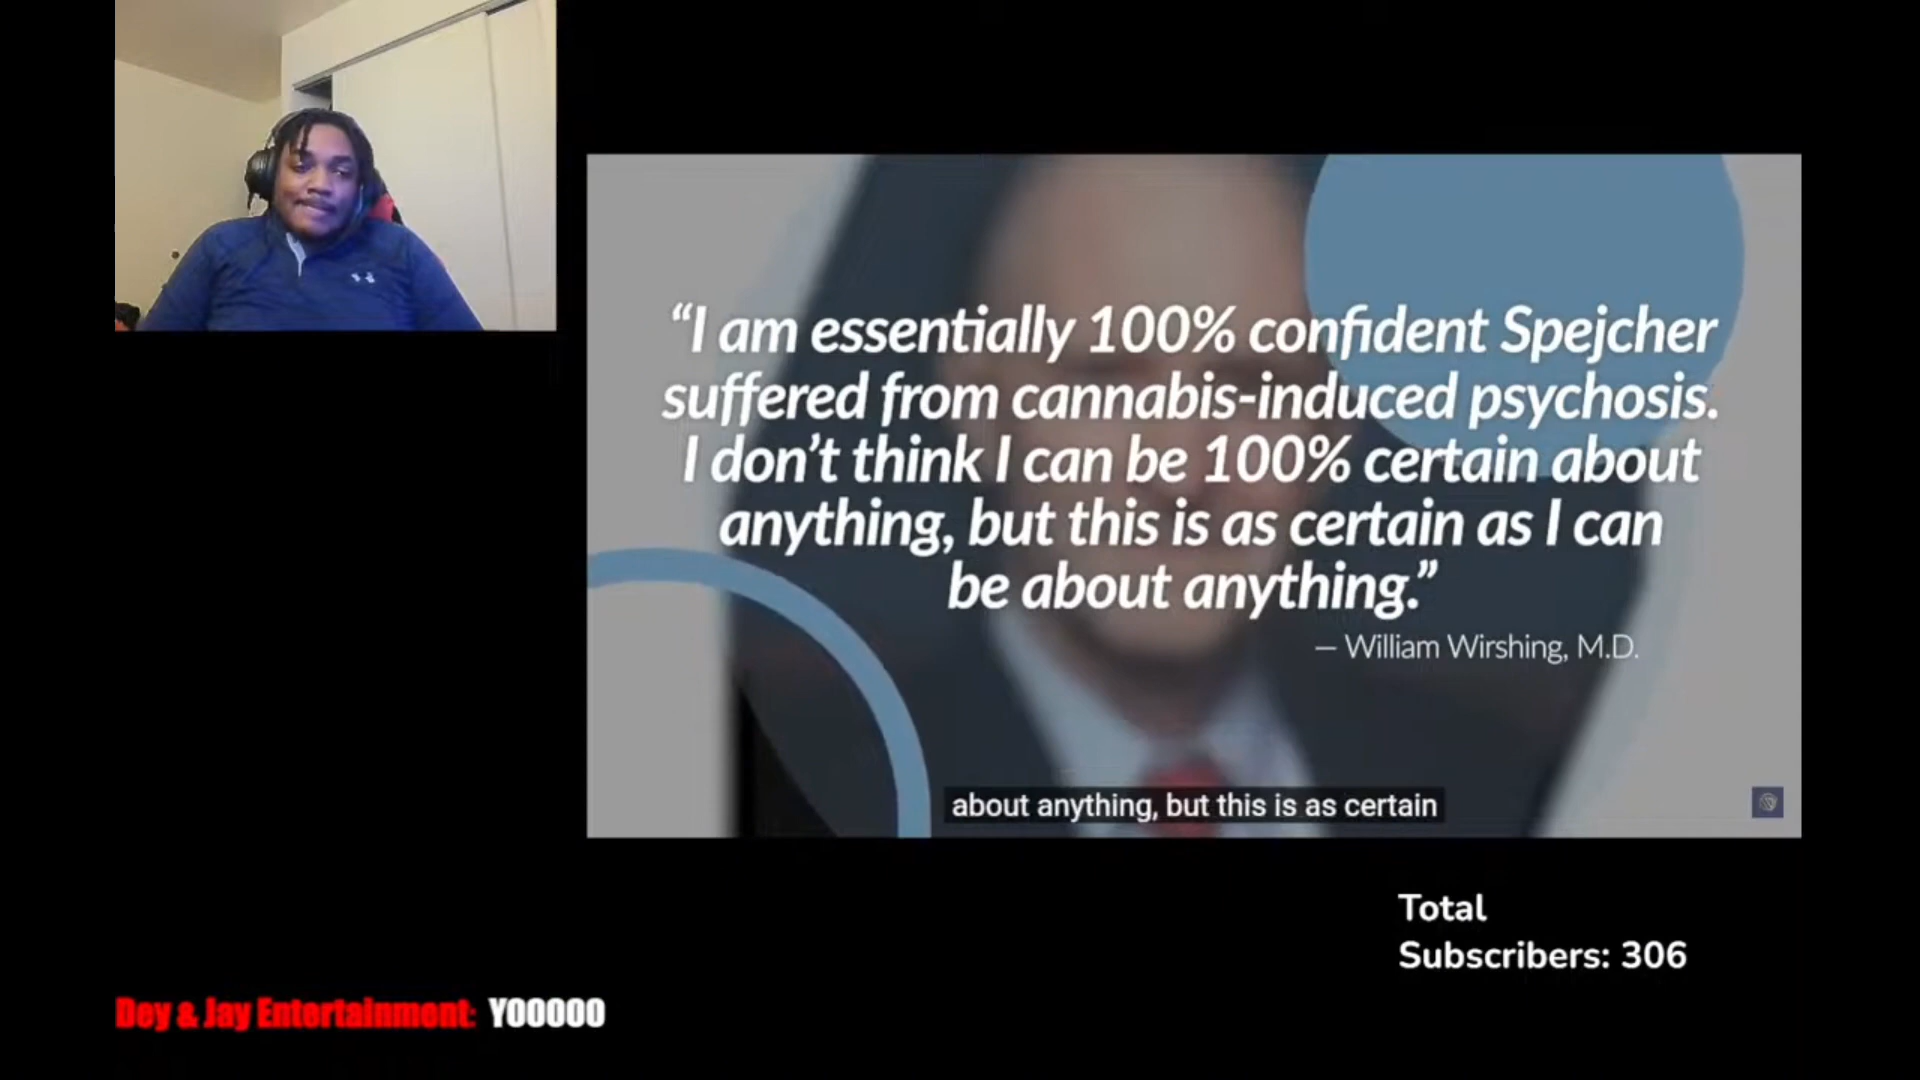 “I am essentially 100% confident Spejcher
suffered from cannabis-induced psychosis.
I don’t think I can be 100% certain about
anything, but this is as certain as I can
be about anything.”
– William Wirshing, M.D.
about anything, but this is as certain
Total
Subscribers: 306
Dey & Jay Entertainment: YOOOOO